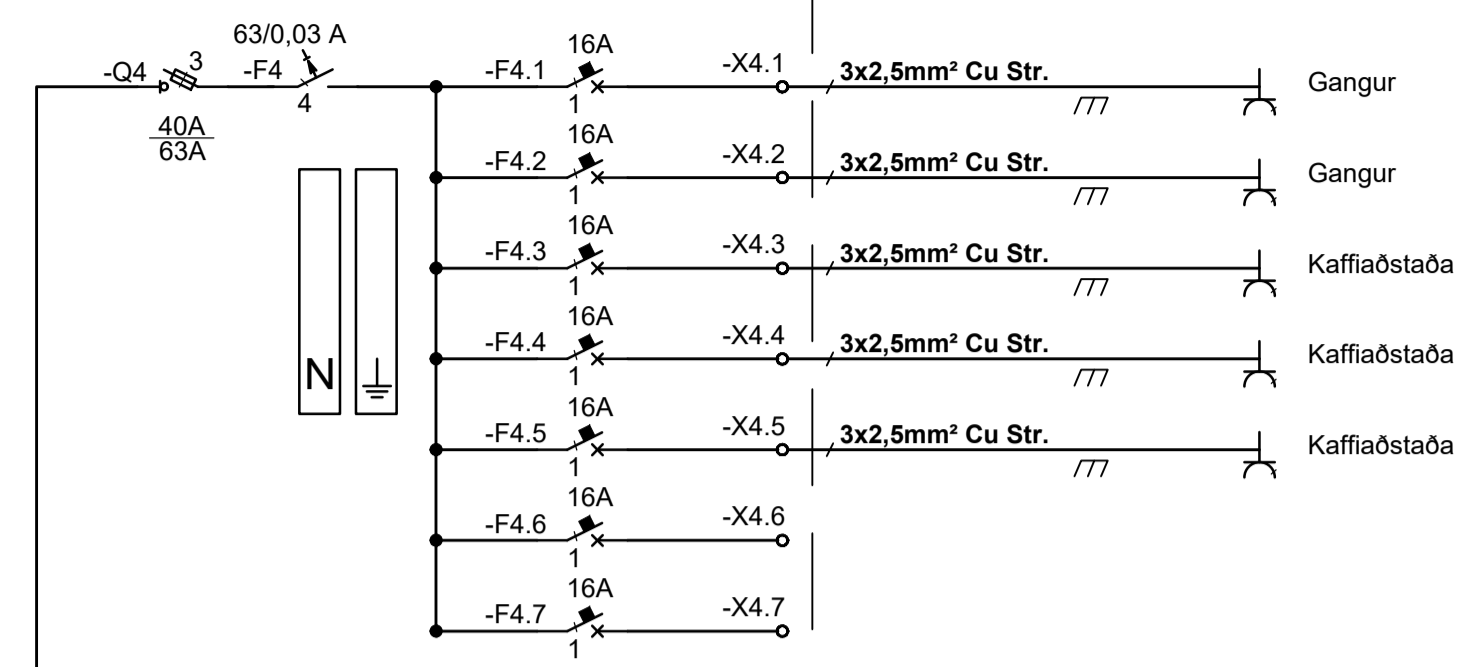 63/0,03 A
-Q4 3 -F4 4
40A
63A
N
16A
-F4.1 1 -X4.1 3x2,5mm² Cu Str. Gangur
16A
-F4.2 1 -X4.2 3x2,5mm² Cu Str. Gangur
16A
-F4.3 1 -X4.3 3x2,5mm² Cu Str. Kaffiaðstaða
16A
-F4.4 1 -X4.4 3x2,5mm² Cu Str. Kaffiaðstaða
16A
-F4.5 1 -X4.5 3x2,5mm² Cu Str. Kaffiaðstaða
16A
-F4.6 1 -X4.6
16A
-F4.7 1 -X4.7